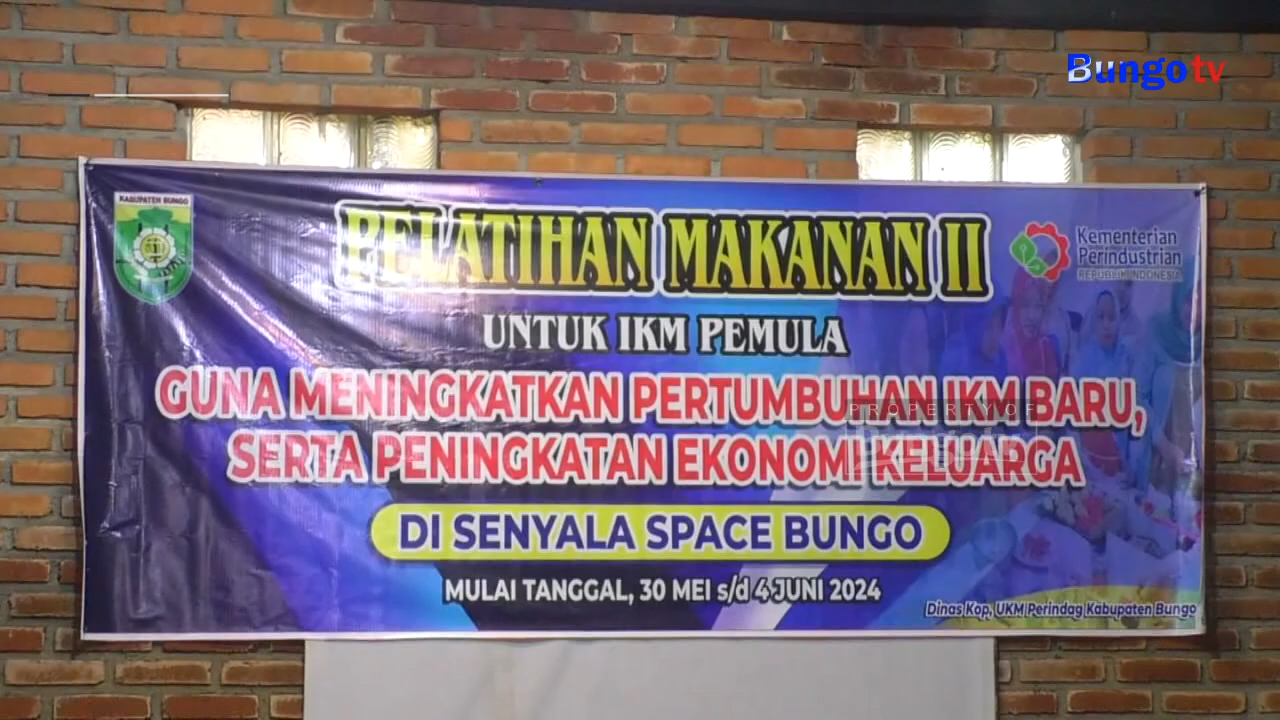 Bungo tv
KABUPATEN BUNGO
PELATIHAN MAKANAN II
Kementerian
Perindustrian
REPUBLIK INDONESIA
UNTUK IKM PEMULA
GUNA MENINGKATKAN PERTUMBUHAN IKM BARU,
PROPERTY OF
SERTA PENINGKATAN EKONOMI KELUARGA
DI SENYALA SPACE BUNGO
MULAI TANGGAL, 30 MEI s/d 4 JUNI 2024
Dinas Kop, UKM Perindag Kabupaten Bungo